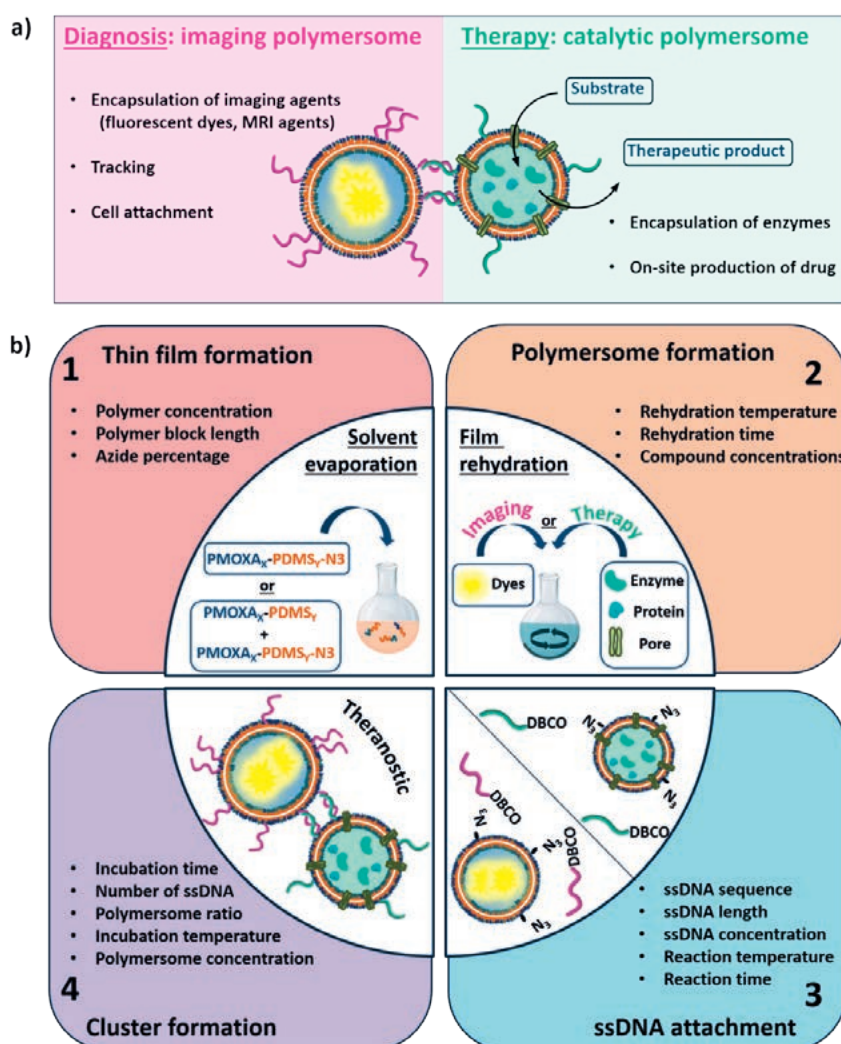 a)
Diagnosis: imaging polymersome
• Encapsulation of imaging agents
(fluorescent dyes, MRI agents)
• Tracking
• Cell attachment
Therapy: catalytic polymersome
Substrate
Therapeutic product
• Encapsulation of enzymes
• On-site production of drug
b)
1
Thin film formation
• Polymer concentration
• Polymer block length
• Azide percentage
Solvent
evaporation
PMOXAX-PDMSY-N3
or
PMOXAX-PDMSY
+
PMOXAX-PDMSY-N3
Polymersome formation
2
• Rehydration temperature
• Rehydration time
• Compound concentrations
Film
rehydration
Imaging
or
Therapy
Dyes
Enzyme
Protein
Pore
Theranostic
• Incubation time
• Number of ssDNA
• Polymersome ratio
• Incubation temperature
• Polymersome concentration
4
Cluster formation
DBCO
N3
N3
N3
DBCO
DBCO
N3
N3
DBCO
N3
• ssDNA sequence
• ssDNA length
• ssDNA concentration
• Reaction temperature
• Reaction time
3
ssDNA attachment